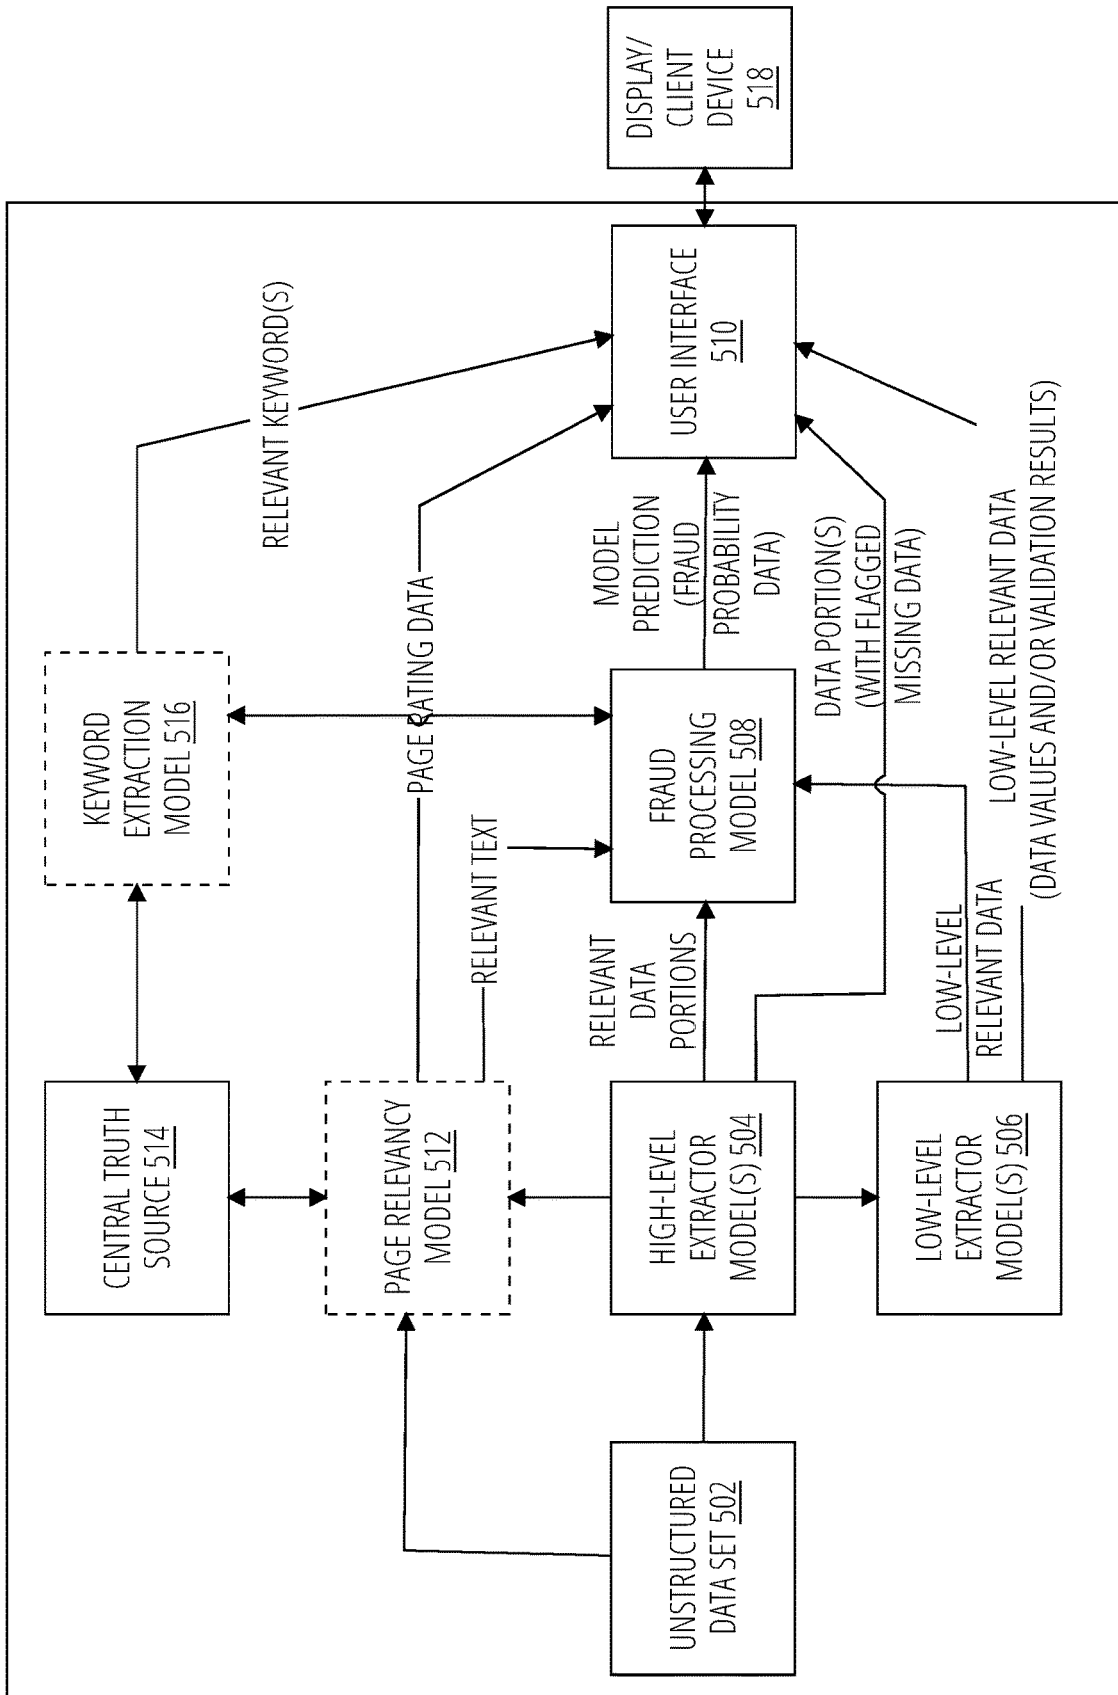 CENTRAL TRUTH
SOURCE 514
KEYWORD
EXTRACTION
MODEL 516
RELEVANT KEYWORD(S)
PAGE RELEVANCY
MODEL 512
PAGE RATING DATA
RELEVANT TEXT
UNSTRUCTURED
DATA SET 502
HIGH-LEVEL
EXTRACTOR
MODEL(S) 504
RELEVANT
DATA
PORTIONS
FRAUD
PROCESSING
MODEL 508
MODEL
PREDICTION
(FRAUD
PROBABILITY
DATA)
USER INTERFACE
510
DISPLAY/
CLIENT
DEVICE
518
DATA PORTION(S)
(WITH FLAGGED
MISSING DATA)
LOW-LEVEL
EXTRACTOR
MODEL(S) 506
LOW-LEVEL
RELEVANT DATA
LOW-LEVEL RELEVANT DATA
(DATA VALUES AND/OR VALIDATION RESULTS)